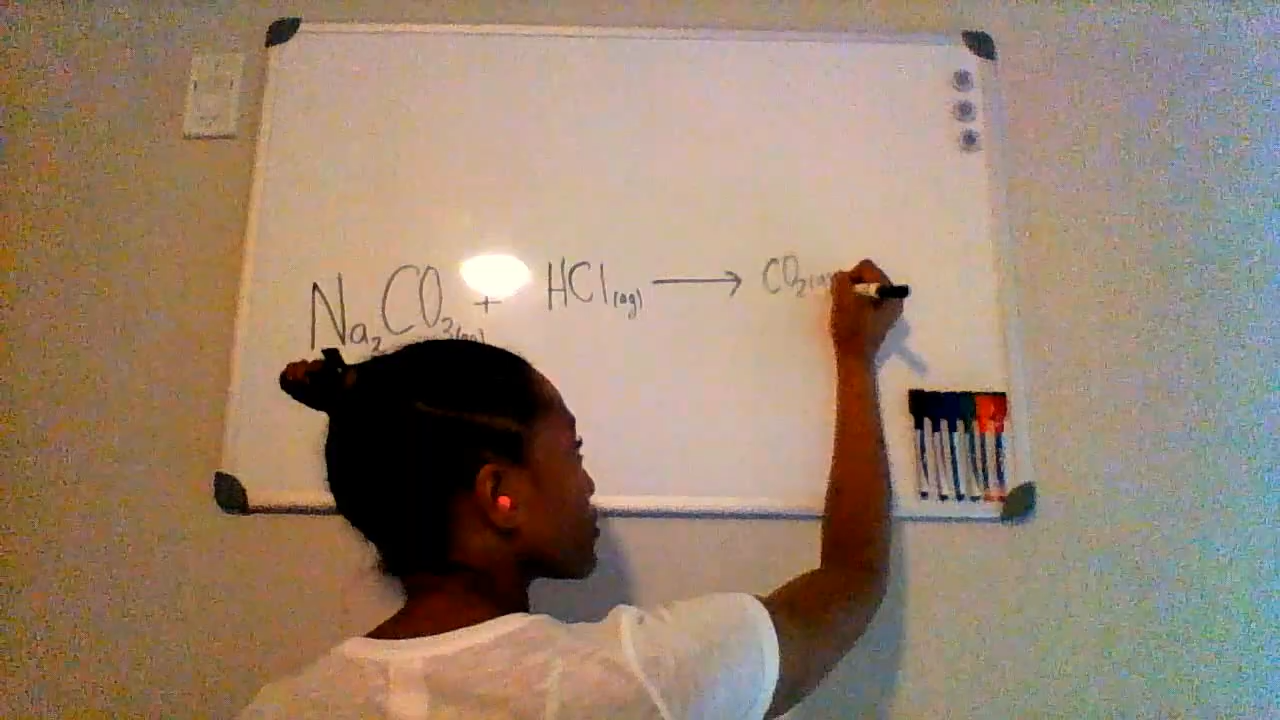 Na₂CO₃(aq) + HCl(aq) ⟶ CO₂(